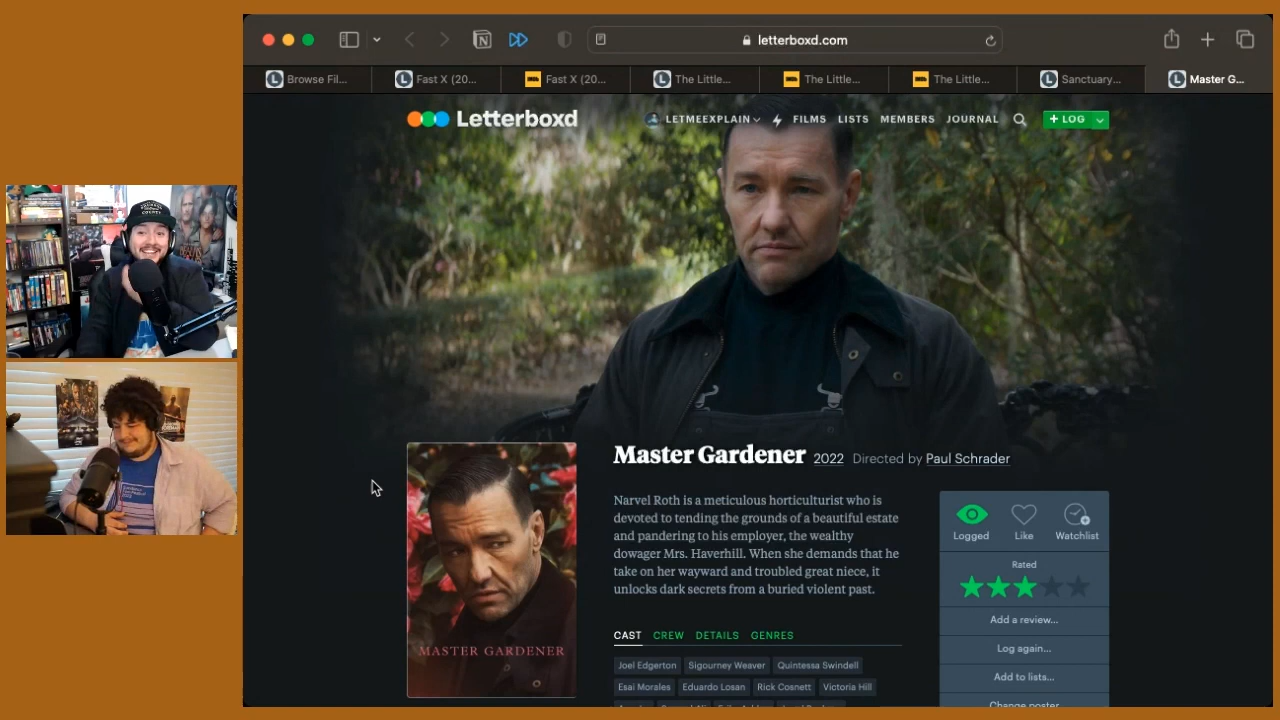 letterboxd.com
Browse Fil...
Fast X (20...
Fast X (20...
The Little...
The Little...
The Little...
Sanctuary...
Master G...
Letterboxd
LETMEEXPLAIN
FILMS
LISTS
MEMBERS
JOURNAL
+ LOG
Master Gardener 2022 Directed by Paul Schrader
Narvel Roth is a meticulous horticulturist who is
devoted to tending the grounds of a beautiful estate
and pandering to his employer, the wealthy
dowager Mrs. Haverhill. When she demands that he
take on her wayward and troubled great niece, it
unlocks dark secrets from a buried violent past.
MASTER GARDENER
CAST CREW DETAILS GENRES
Joel Edgerton Sigourney Weaver Quintessa Swindell
Esai Morales Eduardo Losan Rick Cosnett Victoria Hill
Logged Like Watchlist
Rated
Add a review...
Log again...
Add to lists...
Change poster